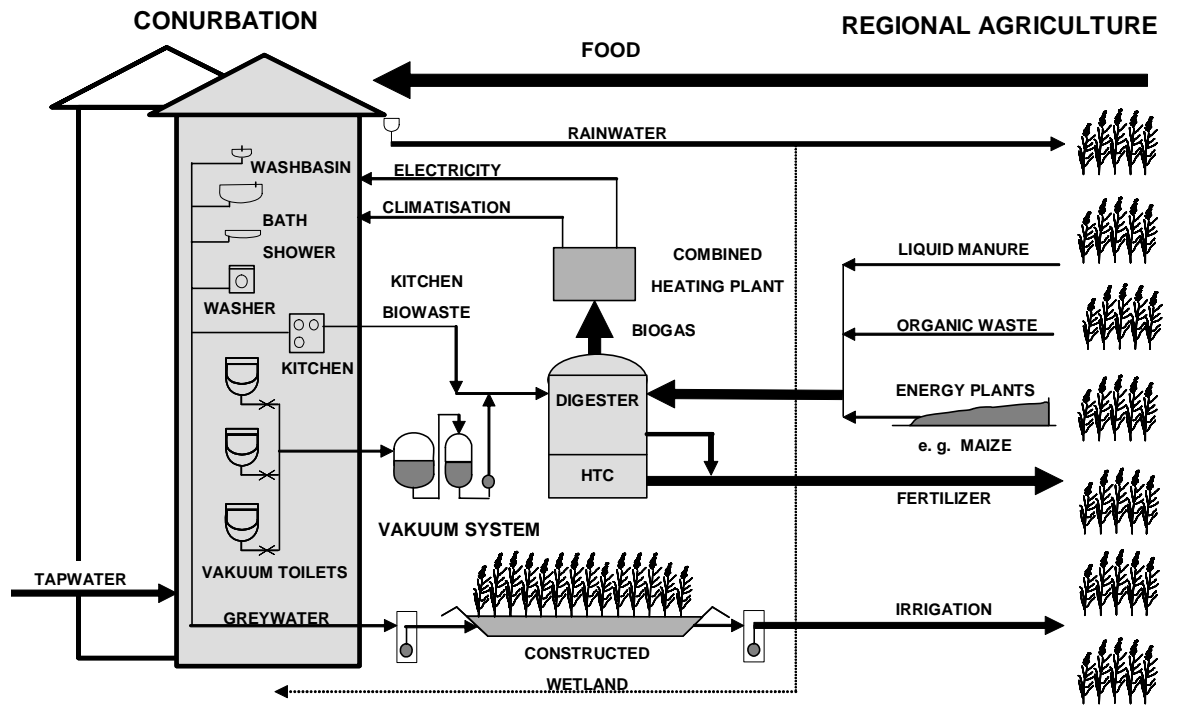 CONURBATION
REGIONAL AGRICULTURE
FOOD
RAINWATER
WASHBASIN
ELECTRICITY
CLIMATISATION
BATH
SHOWER
WASHER
KITCHEN
BIOWASTE
KITCHEN
COMBINED
HEATING PLANT
BIOGAS
LIQUID MANURE
ORGANIC WASTE
ENERGY PLANTS
e. g. MAIZE
DIGESTER
HTC
FERTILIZER
VAKUUM SYSTEM
VAKUUM TOILETS
TAPWATER
GREYWATER
IRRIGATION
CONSTRUCTED
WETLAND